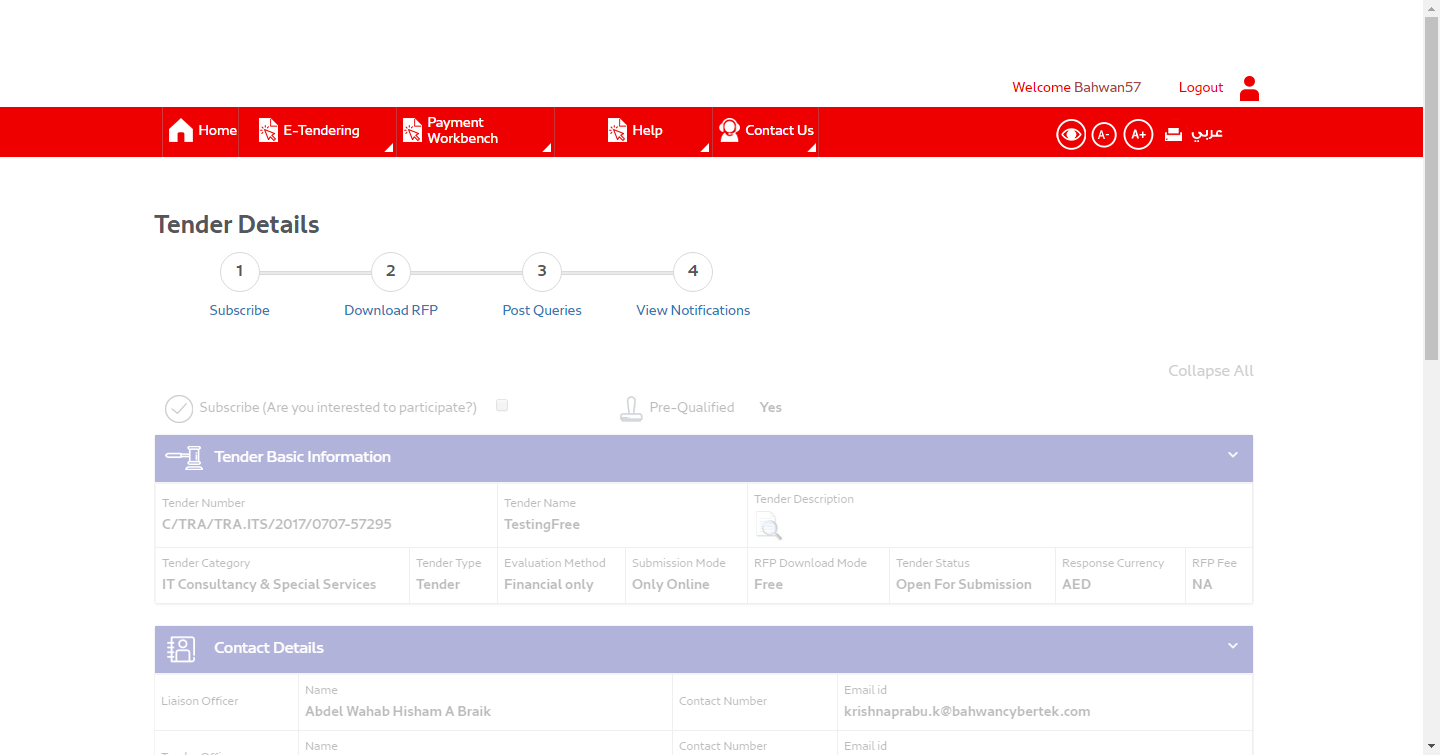 Welcome Bahwan57 Logout
Home E-Tendering Payment Workbench Help Contact Us A- A+ عربي
Tender Details
1 2 3 4
Subscribe Download RFP Post Queries View Notifications
Collapse All
Subscribe (Are you interested to participate?) Pre-Qualified Yes
Tender Basic Information
Tender Number Tender Name Tender Description
C/TRA/TRA.ITS/2017/0707-57295 TestingFree
Tender Category Tender Type Evaluation Method Submission Mode RFP Download Mode Tender Status Response Currency RFP Fee
IT Consultancy & Special Services Tender Financial only Only Online Free Open For Submission AED NA
Contact Details
Liaison Officer Name Contact Number Email id
Abdel Wahab Hisham A Braik krishnaprabu.k@bahwancybertek.com
Name Contact Number Email id